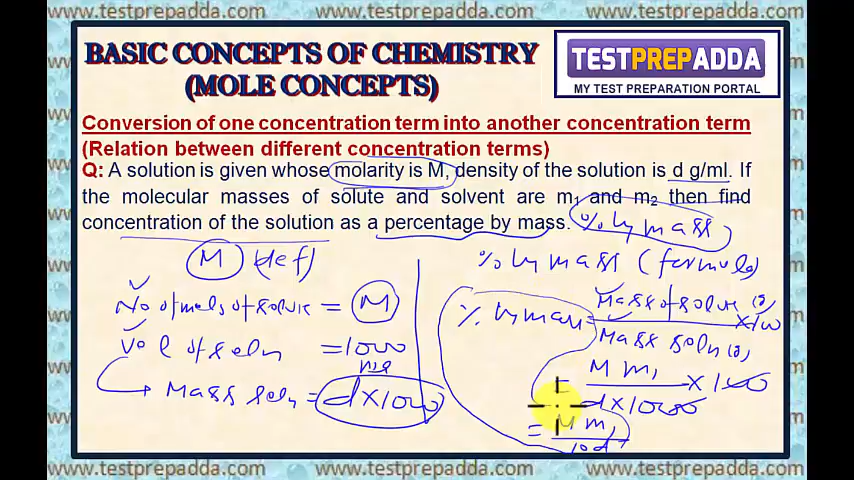 www.testprepadda.com www.testprepadda.com www.testprepadda.com
BASIC CONCEPTS OF CHEMISTRY
(MOLE CONCEPTS)
TESTPREPADDA
MY TEST PREPARATION PORTAL
Conversion of one concentration term into another concentration term
(Relation between different concentration terms)
Q: A solution is given whose molarity is M, density of the solution is d g/ml. If
the molecular masses of solute and solvent are m₁ and m₂ then find
concentration of the solution as a percentage by mass.
% by mass
M (def)
No of mols of solute = M
Vol of soln = 1000
ml
Mass soln = d×1000
% by mass (formula)
% by mass = Mass of solute ×100
Mass soln
= M m₁ × 100
d×1000
= M m₁
10d
www.testprepadda.com www.testprepadda.com www.testprepadda.com